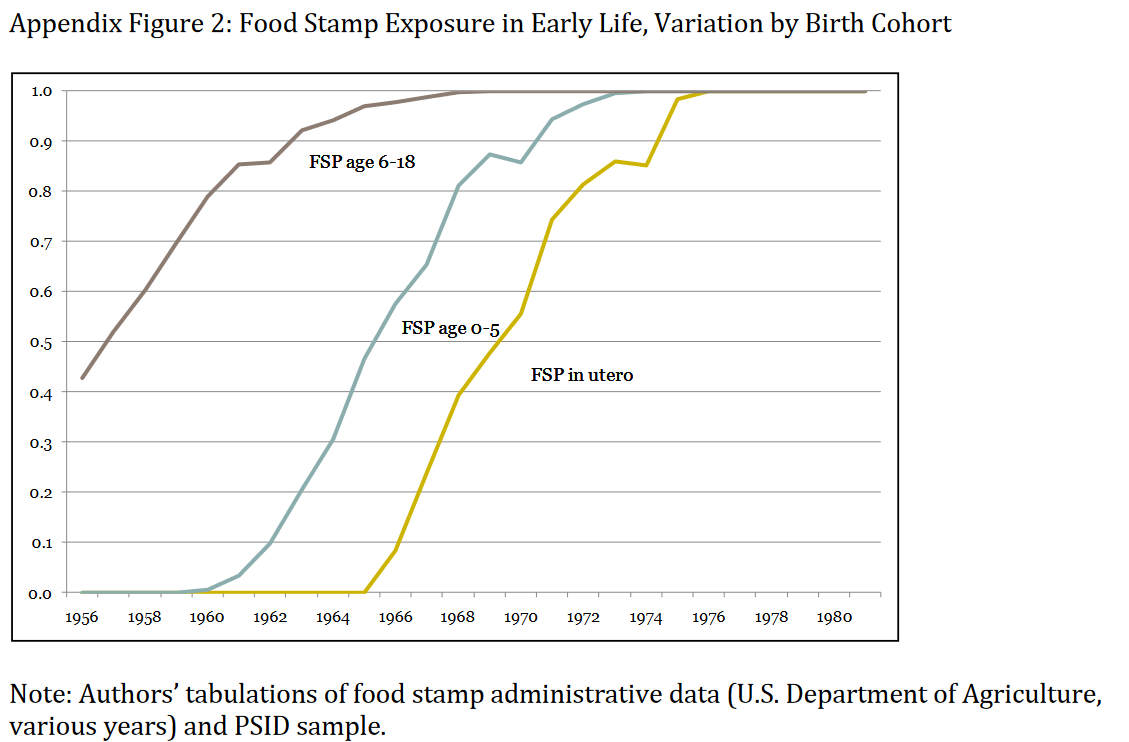 Appendix Figure 2: Food Stamp Exposure in Early Life, Variation by Birth Cohort
1.0
0.9
FSP age 6-18
0.8
0.7
0.6
FSP age 0-5
0.5
FSP in utero
0.4
0.3
0.2
0.1
0.0
1956 1958 1960 1962 1964 1966 1968 1970 1972 1974 1976 1978 1980
Note: Authors’ tabulations of food stamp administrative data (U.S. Department of Agriculture,
various years) and PSID sample.